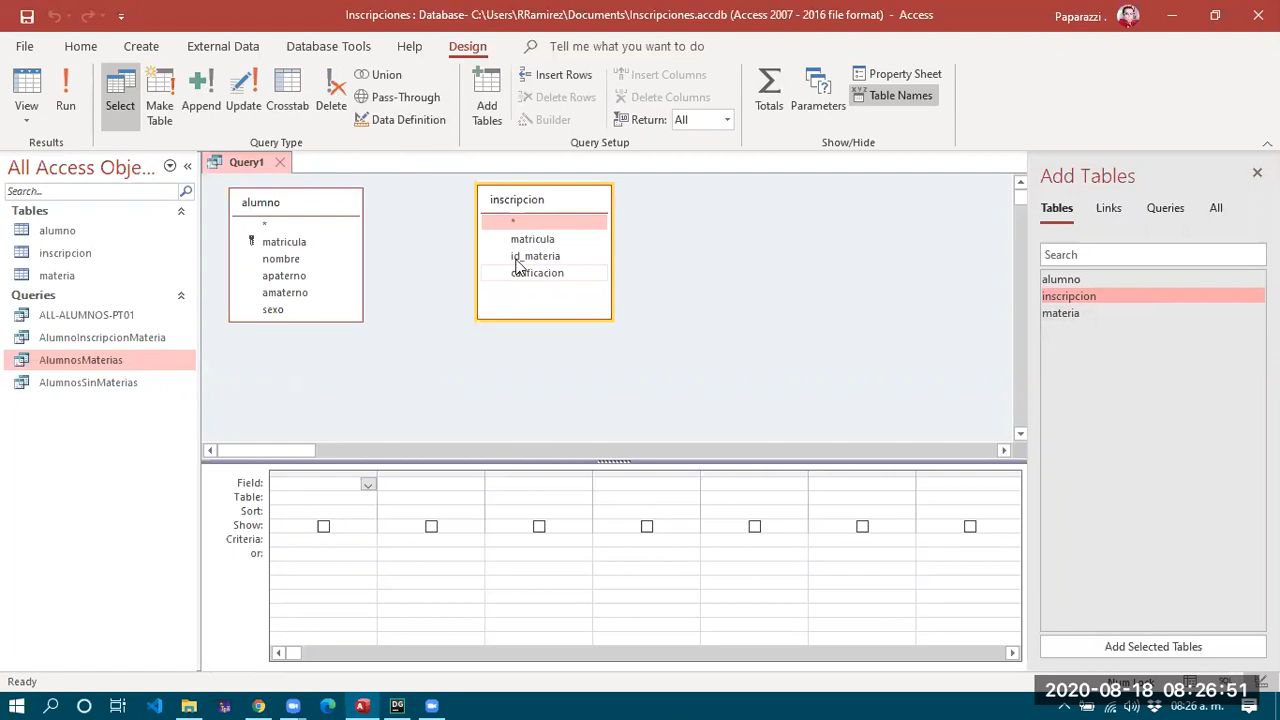 Inscripciones : Database- C:\Users\RRamirez\Documents\Inscripciones.accdb (Access 2007 - 2016 file format) - Access
Paparazzi .
File Home Create External Data Database Tools Help Design Tell me what you want to do
View Run Select Make Table Append Update Crosstab Delete
Union
Pass-Through
Data Definition
Add Tables
Insert Rows
Delete Rows
Builder
Insert Columns
Delete Columns
Return: All
Totals Parameters
Property Sheet
XYZ Table Names
Results Query Type Query Setup Show/Hide
All Access Obje...
Search...
Tables
alumno
inscripcion
materia
Queries
ALL-ALUMNOS-PT01
AlumnoInscripcionMateria
AlumnosMaterias
AlumnosSinMaterias
Query1
alumno
*
matricula
nombre
apaterno
amaterno
sexo
inscripcion
*
matricula
id_materia
Field:
Table:
Sort:
Show:
Criteria:
or:
Add Tables
Tables Links Queries All
Search
alumno
inscripcion
materia
Add Selected Tables
Ready
Num Lock
2020-08-18 08:26:51
08:26 a. m.